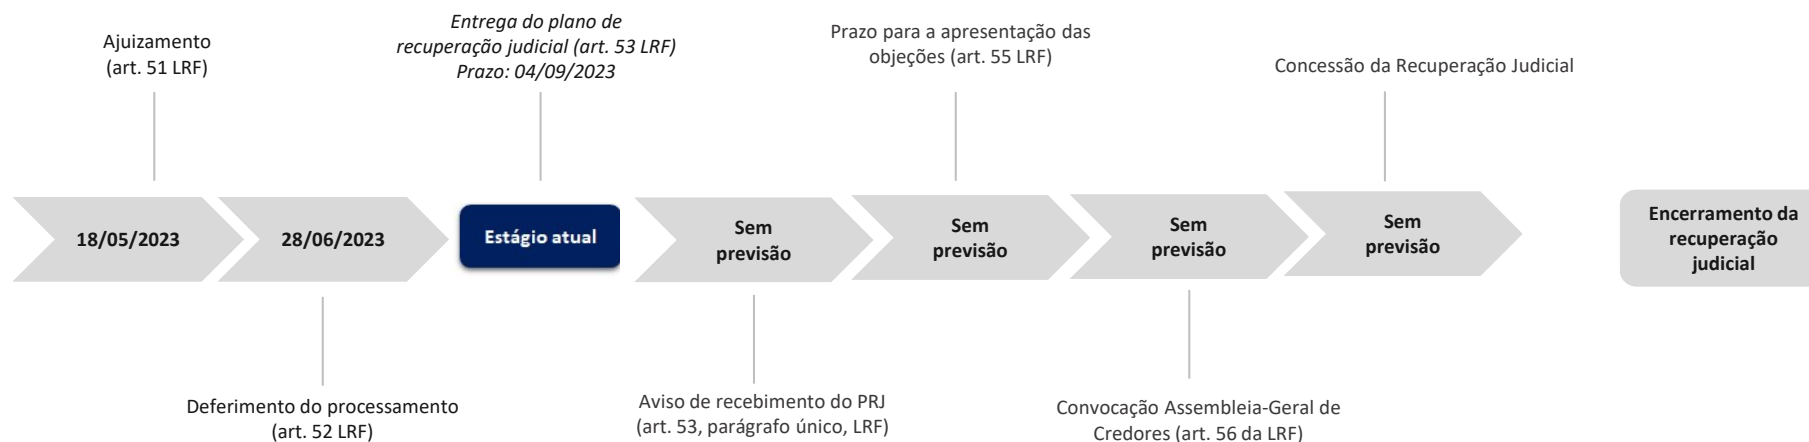 Ajuizamento
(art. 51 LRF)
Entrega do plano de
recuperação judicial (art. 53 LRF)
Prazo: 04/09/2023
Prazo para a apresentação das
objeções (art. 55 LRF)
Concessão da Recuperação Judicial
18/05/2023
28/06/2023
Estágio atual
Sem
previsão
Sem
previsão
Sem
previsão
Sem
previsão
Encerramento da
recuperação
judicial
Deferimento do processamento
(art. 52 LRF)
Aviso de recebimento do PRJ
(art. 53, parágrafo único, LRF)
Convocação Assembleia-Geral de
Credores (art. 56 da LRF)